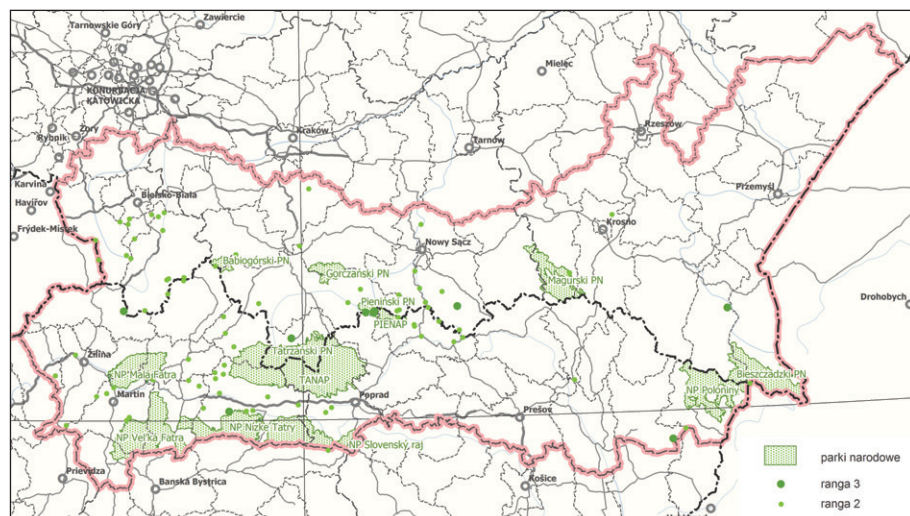 Tarnowskie Góry
Zawiercie
KONURBACJA
KATOWICKA
Mielec
Rybnik
Żory
Kraków
Tarnów
Rzeszów
Karvina
Havířov
Bielsko-Biała
Przemyśl
Frýdek-Mistek
Nowy Sącz
Krosno
Babiogórski PN
Gorczański PN
Magurski PN
Pieniński PN
PIENAP
Drohobych
Žilina
Tatrzański PN
NP Malá Fatra
TANAP
Bieszczadzki PN
NP Poloniny
Martin
Poprad
NP Veľká Fatra
NP Nizke Tatry
Prešov
NP Slovenský raj
Prievidza
Banská Bystrica
Košice
parki narodowe
ranga 3
ranga 2